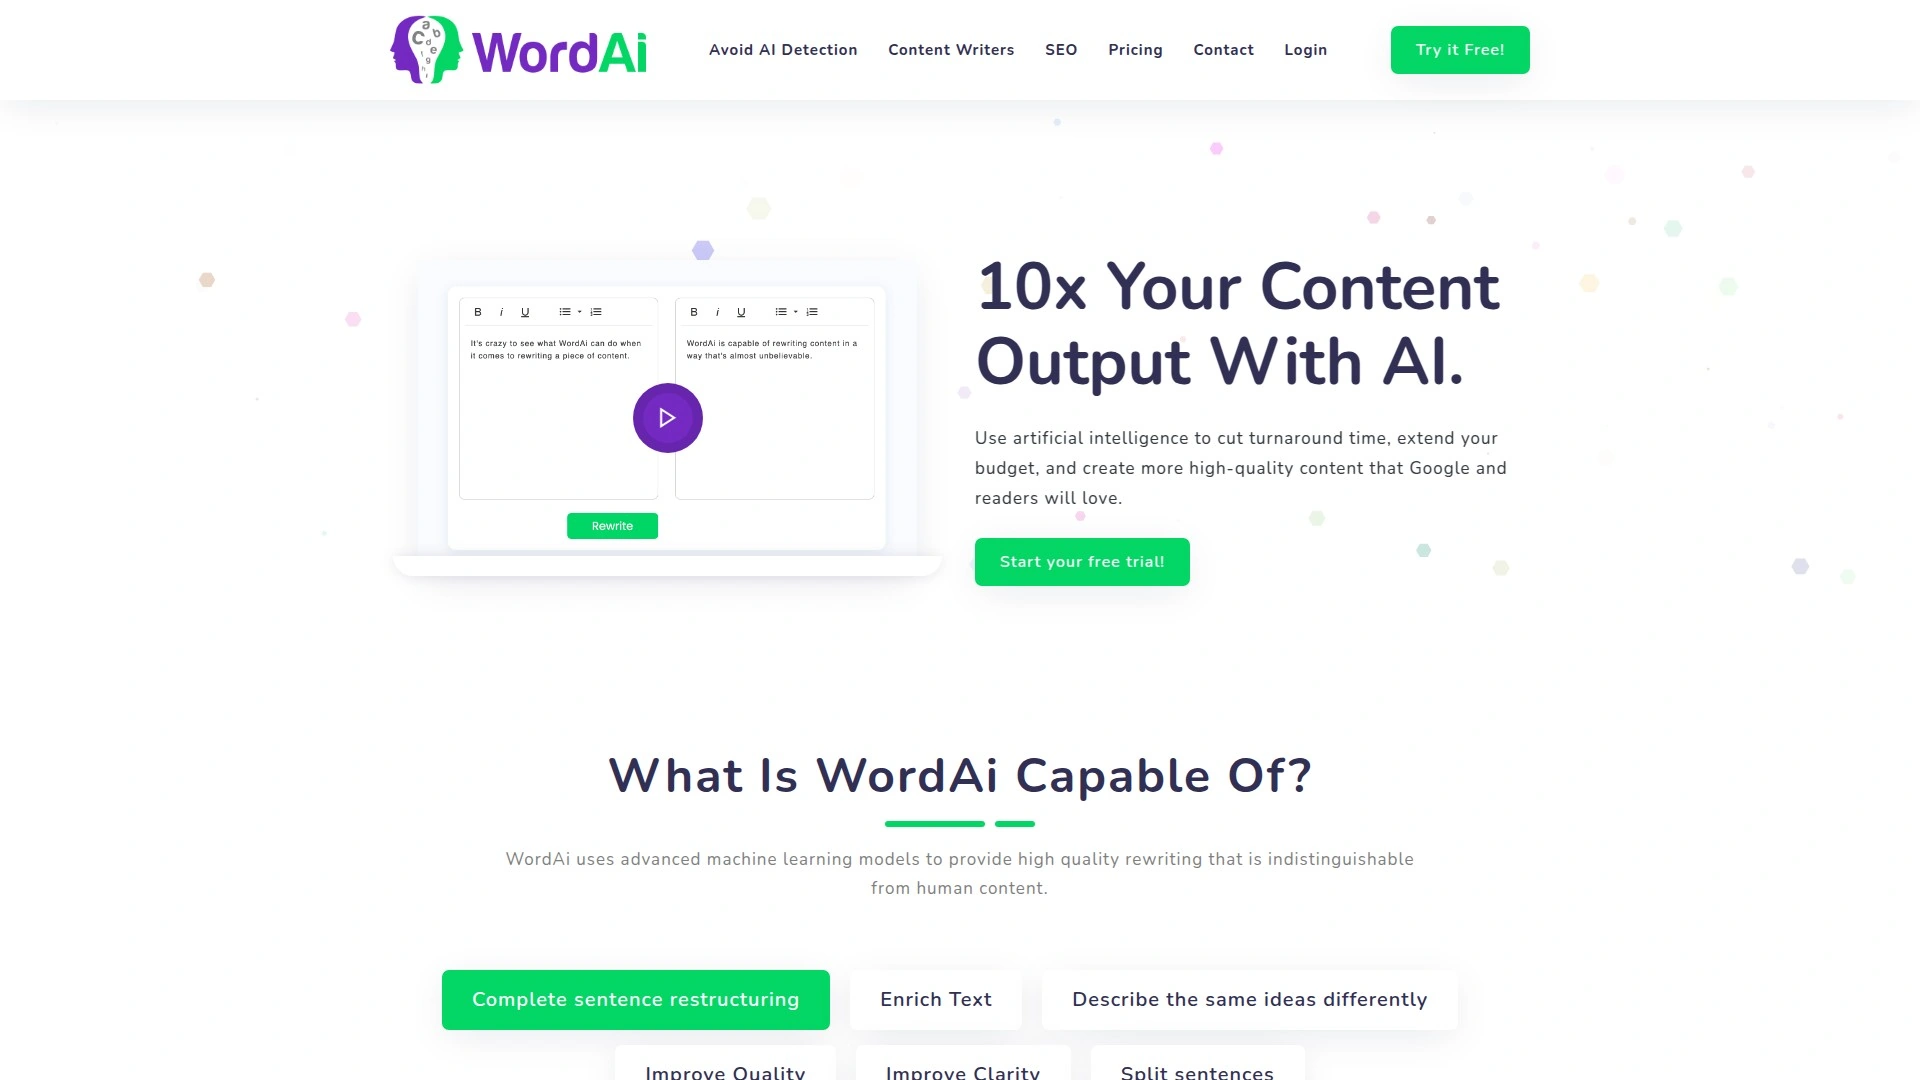 WordAi
Avoid AI Detection
Content Writers
SEO
Pricing
Contact
Login
Try it Free!
B i U
It's crazy to see what WordAi can do when
it comes to rewriting a piece of content.
B i U
WordAi is capable of rewriting content in a
way that's almost unbelievable.
Rewrite
10x Your Content
Output With AI.
Use artificial intelligence to cut turnaround time, extend your
budget, and create more high-quality content that Google and
readers will love.
Start your free trial!
What Is WordAi Capable Of?
WordAi uses advanced machine learning models to provide high quality rewriting that is indistinguishable
from human content.
Complete sentence restructuring
Enrich Text
Describe the same ideas differently
Improve Quality
Improve Clarity
Split sentences